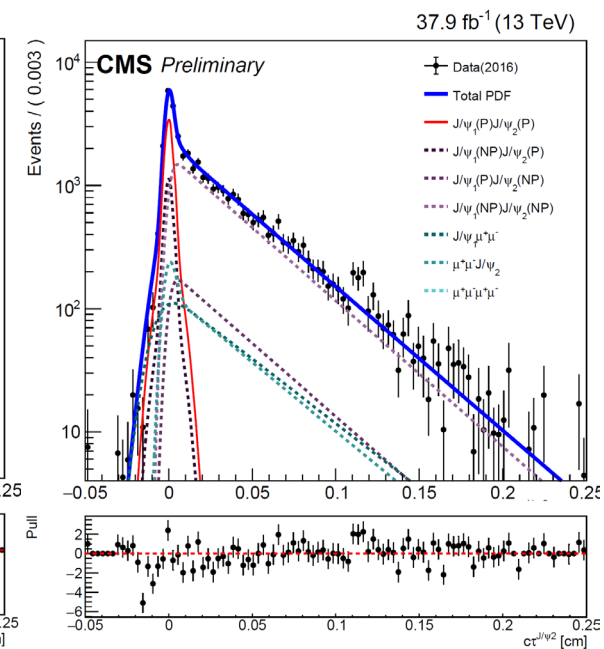 37.9 fb⁻¹ (13 TeV)
CMS Preliminary
Events / ( 0.003 )
10⁴
10³
10²
10
Data(2016)
Total PDF
J/ψ₁(P)J/ψ₂(P)
J/ψ₁(NP)J/ψ₂(P)
J/ψ₁(P)J/ψ₂(NP)
J/ψ₁(NP)J/ψ₂(NP)
J/ψ₁μ⁺μ⁻
μ⁺μ⁻J/ψ₂
μ⁺μ⁻μ⁺μ⁻
.25
−0.05 0 0.05 0.1 0.15 0.2 0.25
Pull
2
0
−2
−4
−6
.25
−0.05 0 0.05 0.1 0.15 0.2 0.25
] cτ^J/ψ2 [cm]